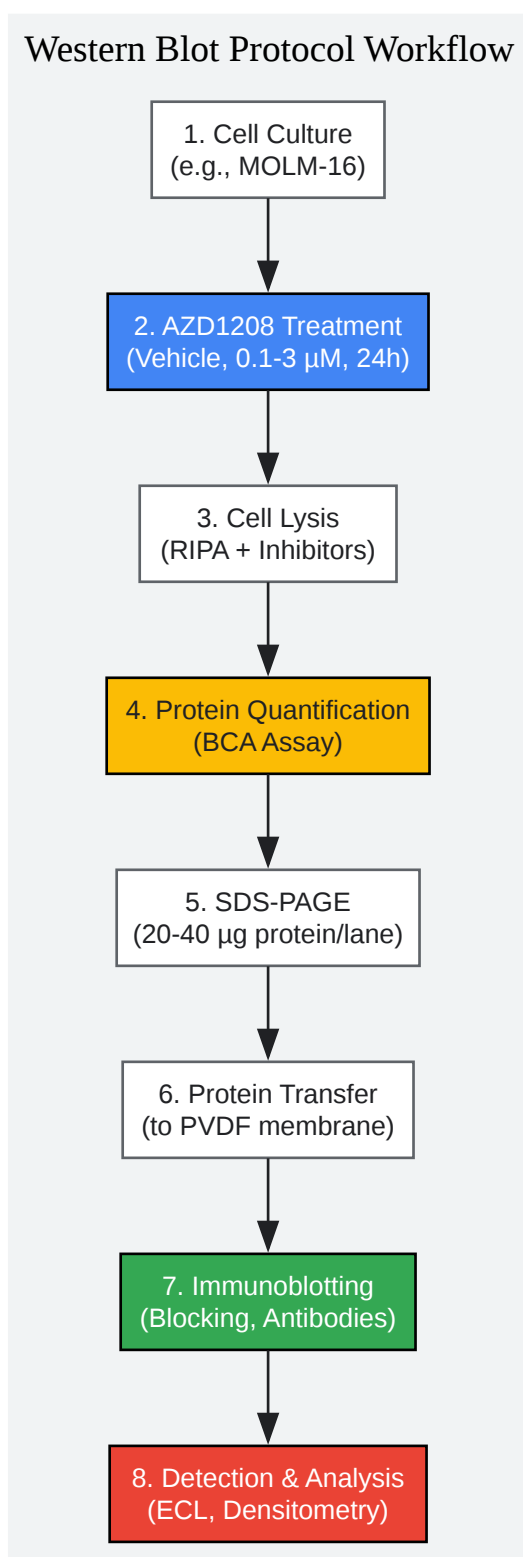 Western Blot Protocol Workflow
1. Cell Culture
(e.g., MOLM-16)
2. AZD1208 Treatment
(Vehicle, 0.1-3 µM, 24h)
3. Cell Lysis
(RIPA + Inhibitors)
4. Protein Quantification
(BCA Assay)
5. SDS-PAGE
(20-40 µg protein/lane)
6. Protein Transfer
(to PVDF membrane)
7. Immunoblotting
(Blocking, Antibodies)
8. Detection & Analysis
(ECL, Densitometry)